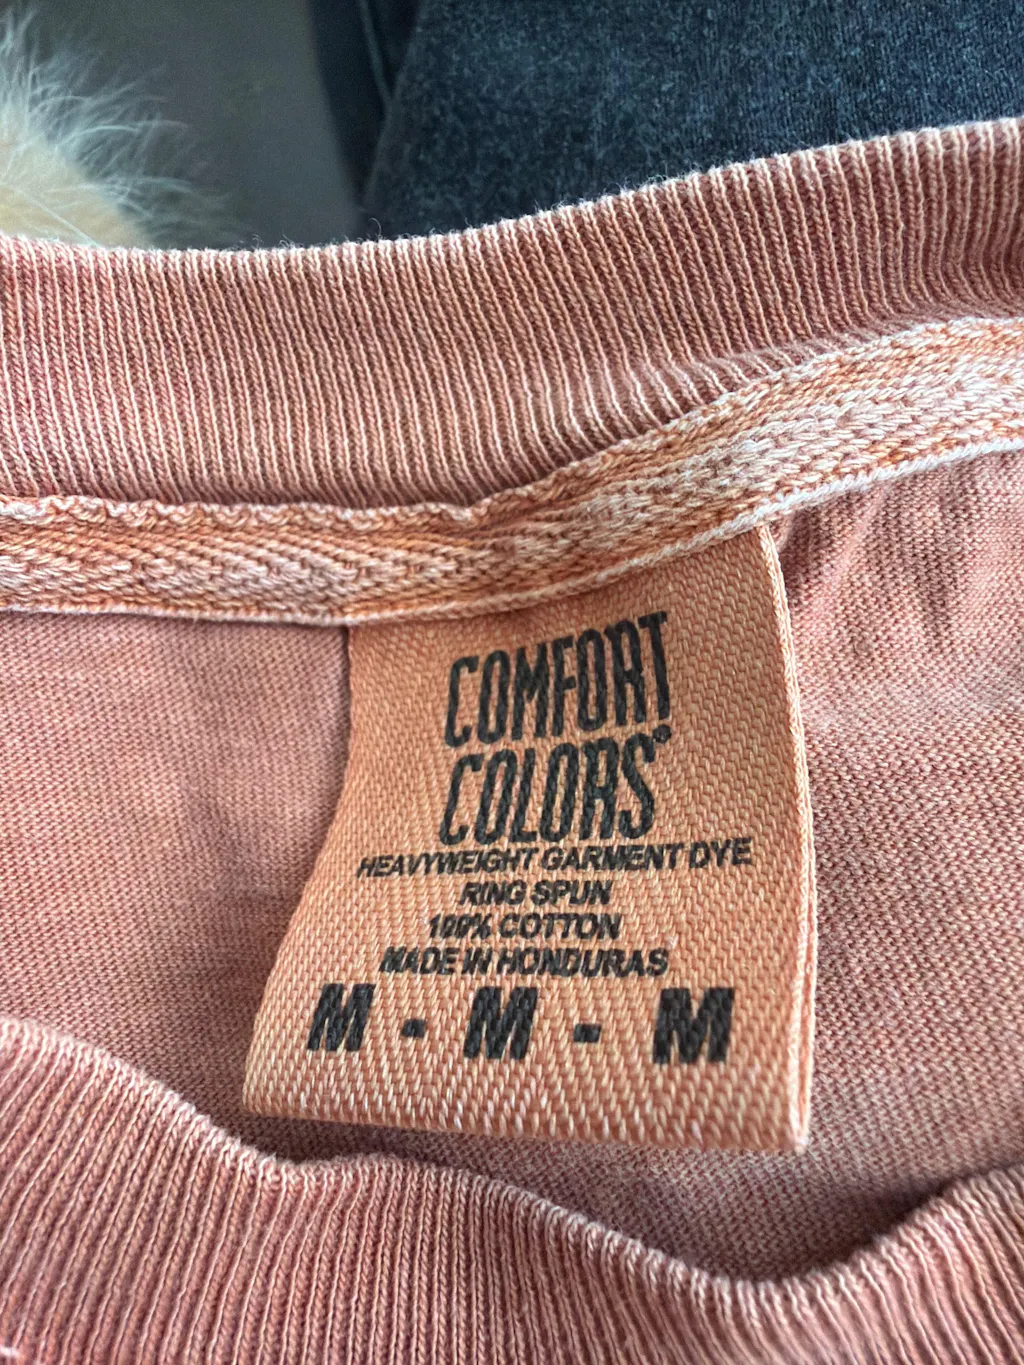 COMFORT
COLORS®
HEAVYWEIGHT GARMENT DYE
RING SPUN
100% COTTON
MADE IN HONDURAS
M - M - M